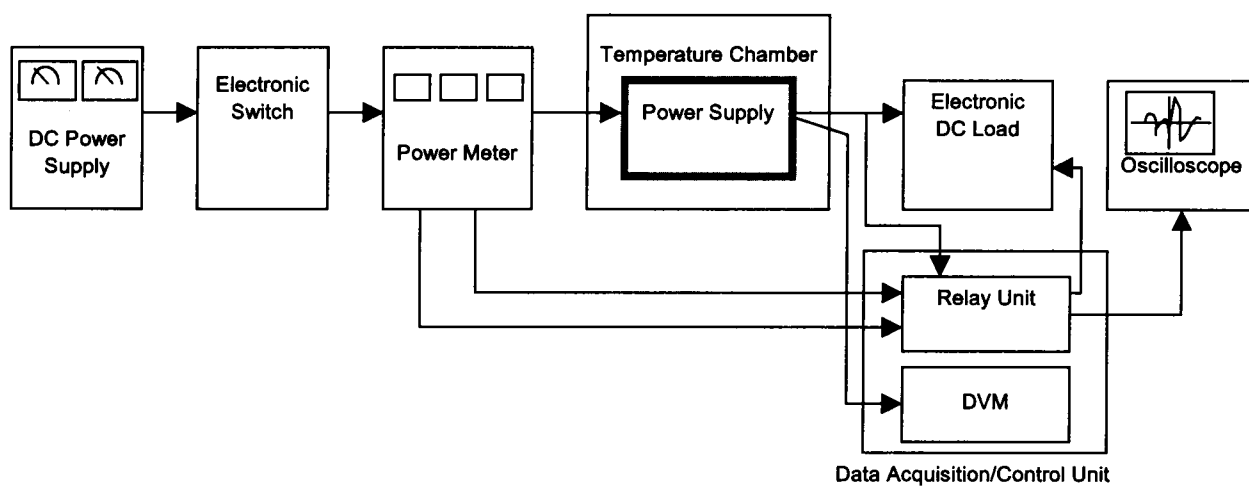 DC Power
Supply
Electronic
Switch
Power Meter
Temperature Chamber
Power Supply
Electronic
DC Load
Oscilloscope
Relay Unit
DVM
Data Acquisition/Control Unit